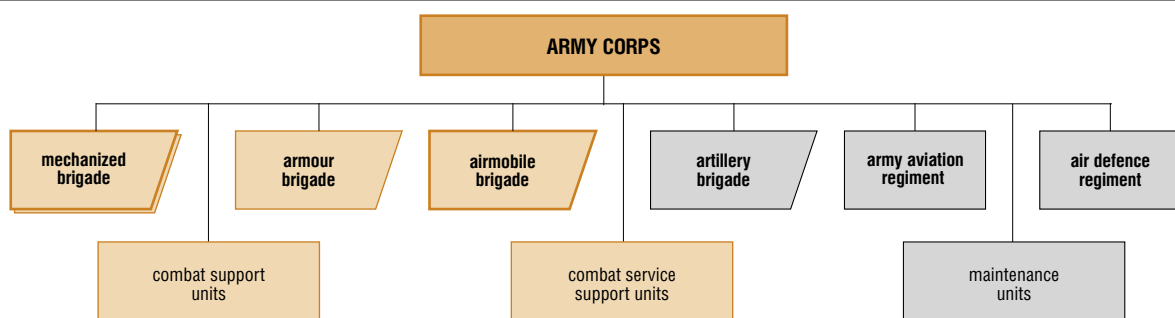 ARMY CORPS
mechanized
brigade
armour
brigade
airmobile
brigade
artillery
brigade
army aviation
regiment
air defence
regiment
combat support
units
combat service
support units
maintenance
units